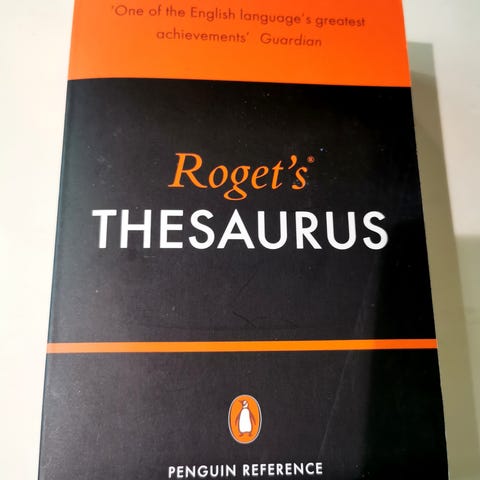 'One of the English language's greatest
achievements' Guardian
Roget's®
THESAURUS
PENGUIN REFERENCE